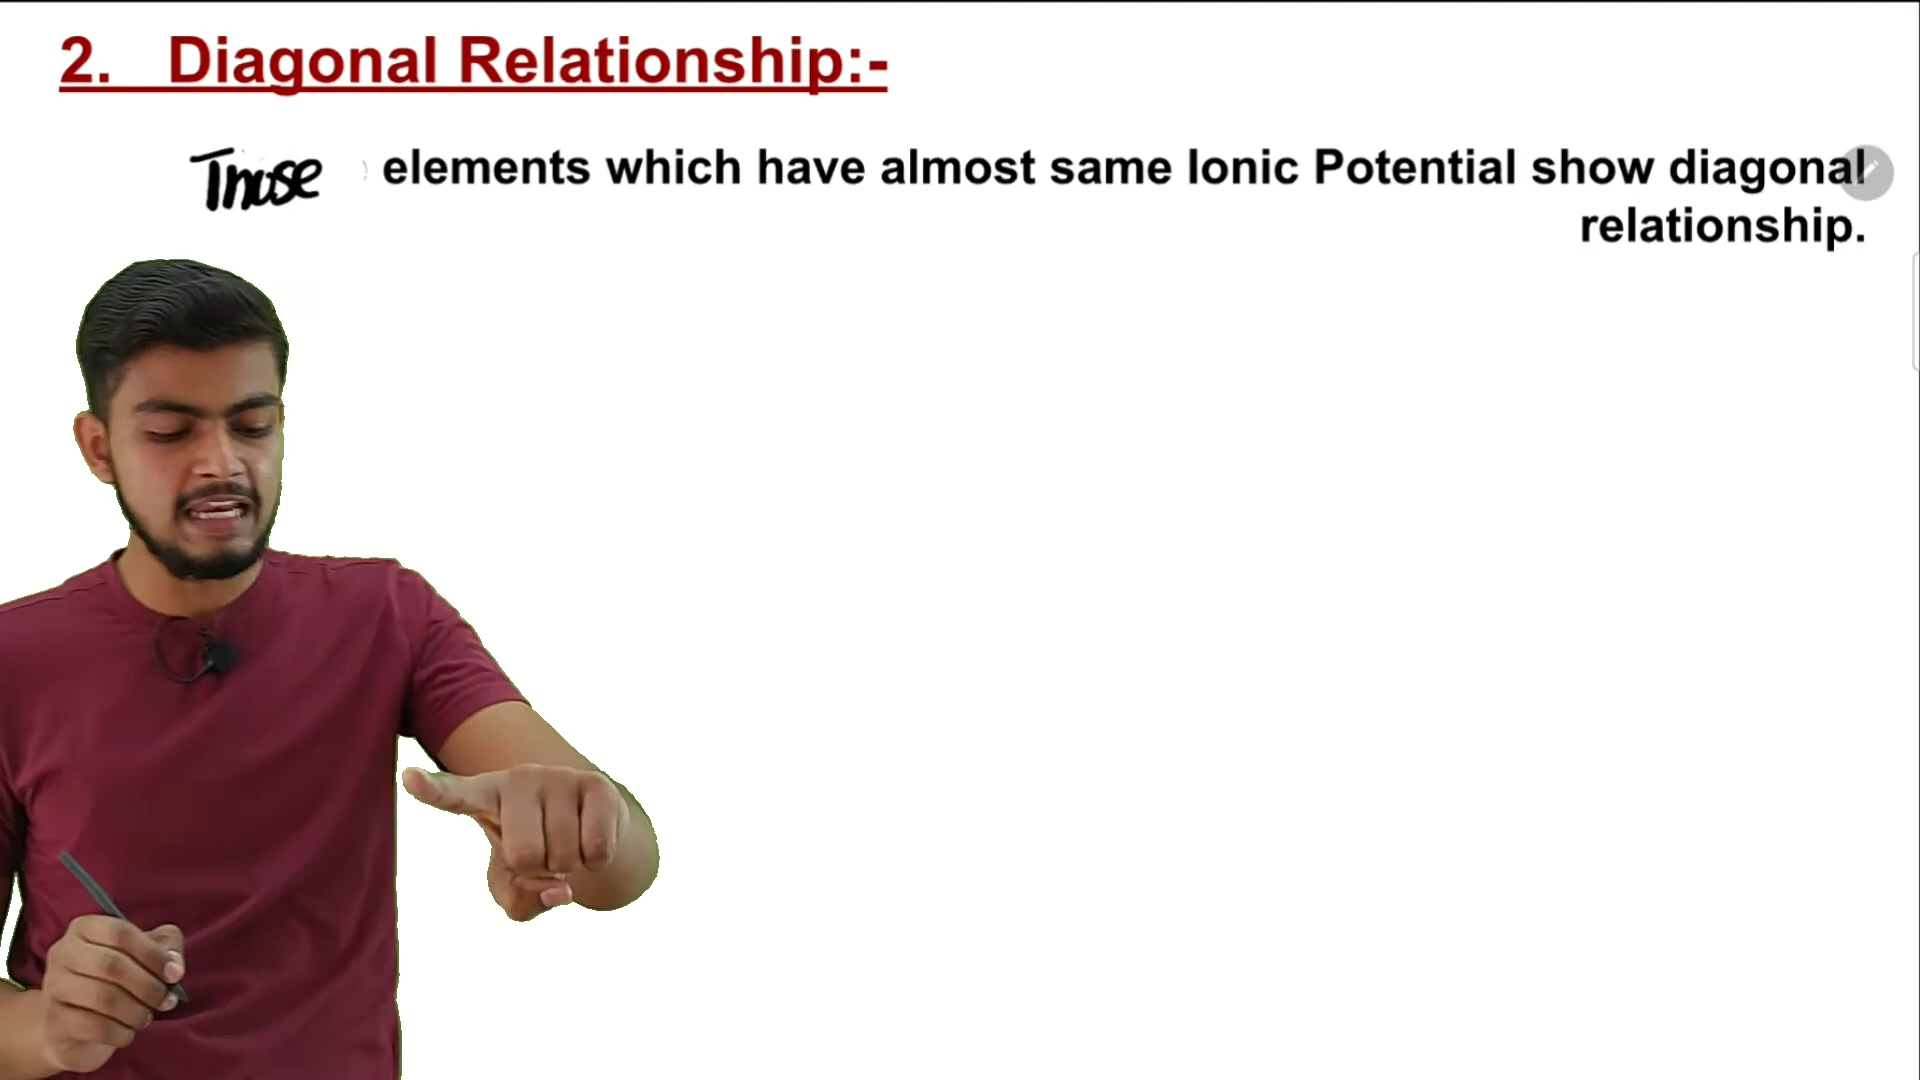 2. Diagonal Relationship:-
Those elements which have almost same Ionic Potential show diagonal
relationship.